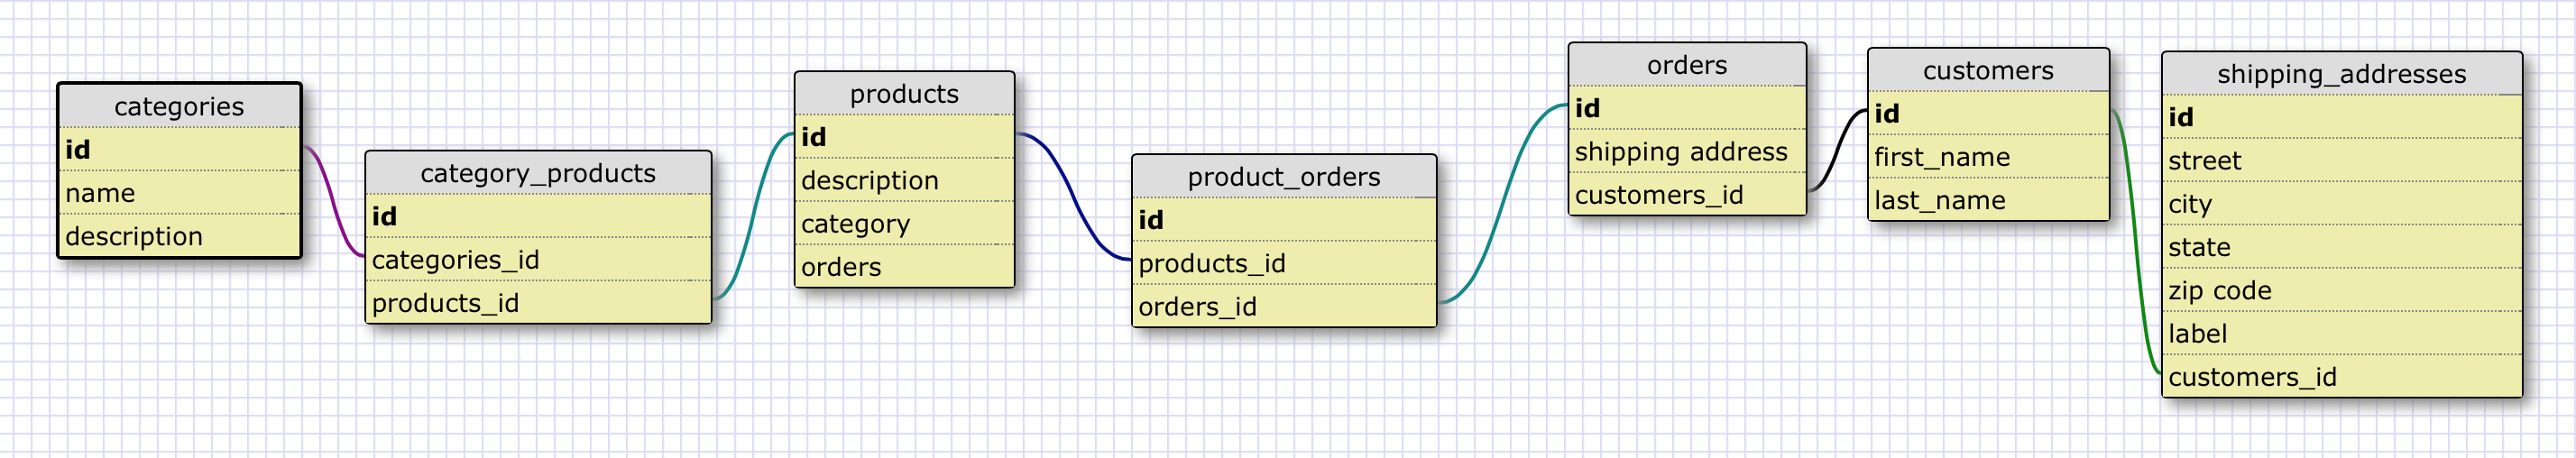 categories
id
name
description
category_products
id
categories_id
products_id
products
id
description
category
orders
product_orders
id
products_id
orders_id
orders
id
shipping address
customers_id
customers
id
first_name
last_name
shipping_addresses
id
street
city
state
zip code
label
customers_id